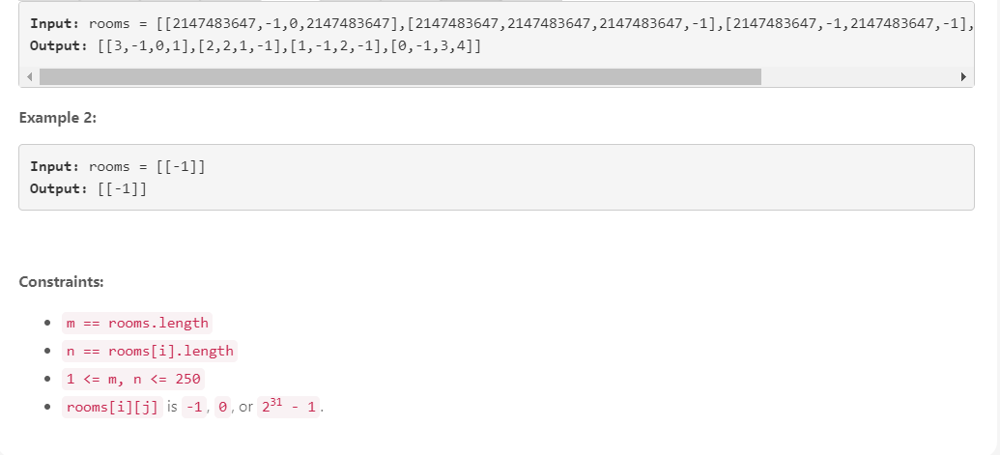 Input: rooms = [[2147483647,-1,0,2147483647],[2147483647,2147483647,2147483647,-1],[2147483647,-1,2147483647,-1],
Output: [[3,-1,0,1],[2,2,1,-1],[1,-1,2,-1],[0,-1,3,4]]
Example 2:
Input: rooms = [[-1]]
Output: [[-1]]
Constraints:
• m == rooms.length
• n == rooms[i].length
• 1 <= m, n <= 250
• rooms[i][j] is -1, 0, or 2³¹ - 1.